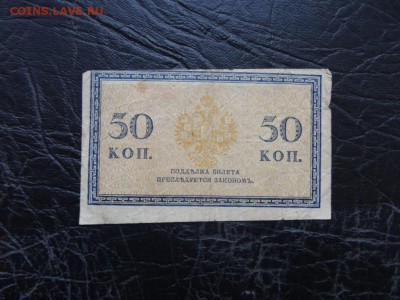 COINS.LAVE.RU
50 50
КОП. КОП.
ПОДДѢЛКА БИЛЕТА
ПРЕСЛѢДУЕТСЯ ЗАКОНОМЪ.